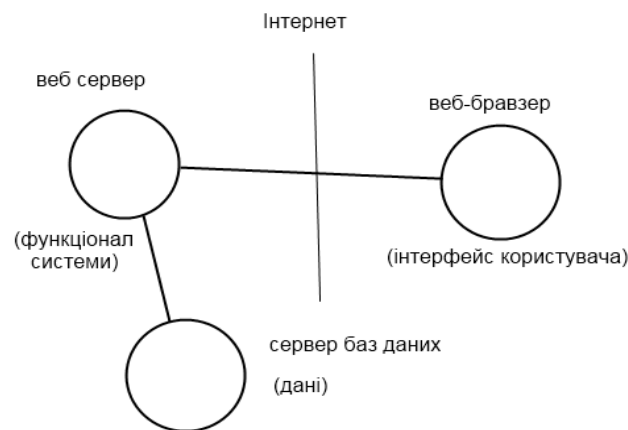 Інтернет
веб сервер
веб-бравзер
(функціонал
системи)
(інтерфейс користувача)
сервер баз даних
(дані)